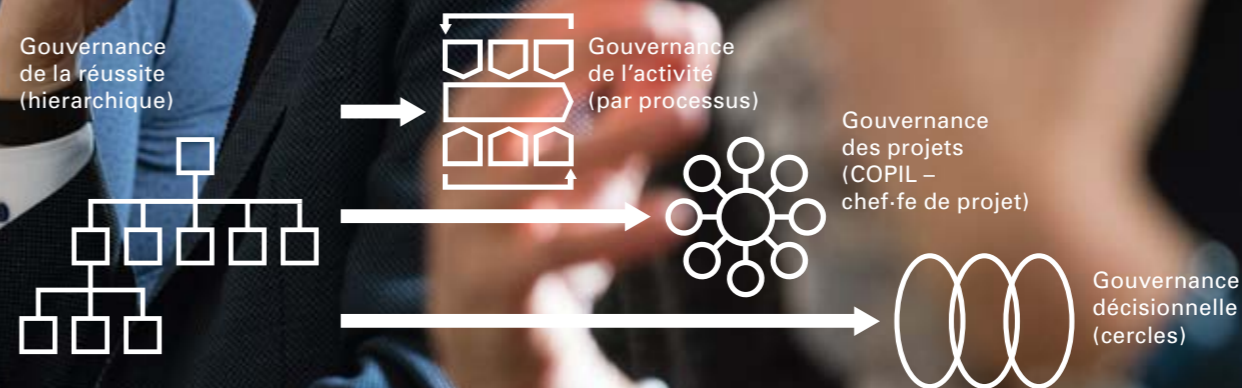 Gouvernance
de la réussite
(hierarchique)
Gouvernance
de l'activité
(par processus)
Gouvernance
des projets
(COPIL –
chef·fe de projet)
Gouvernance
décisionnelle
(cercles)